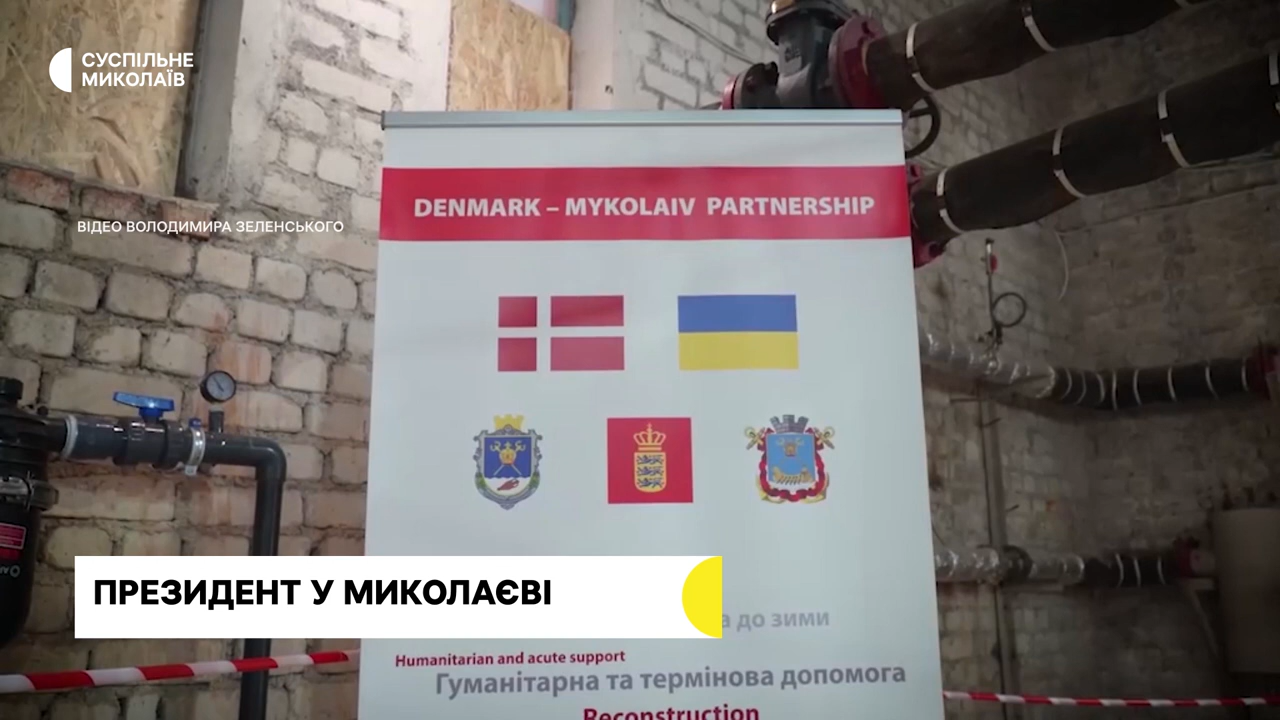 СУСПІЛЬНЕ
МИКОЛАЇВ
DENMARK – MYKOLAIV PARTNERSHIP
ВІДЕО ВОЛОДИМИРА ЗЕЛЕНСЬКОГО
ПРЕЗИДЕНТ У МИКОЛАЄВІ
до зими
Humanitarian and acute support
Гуманітарна та термінова допомога
Reconstruction